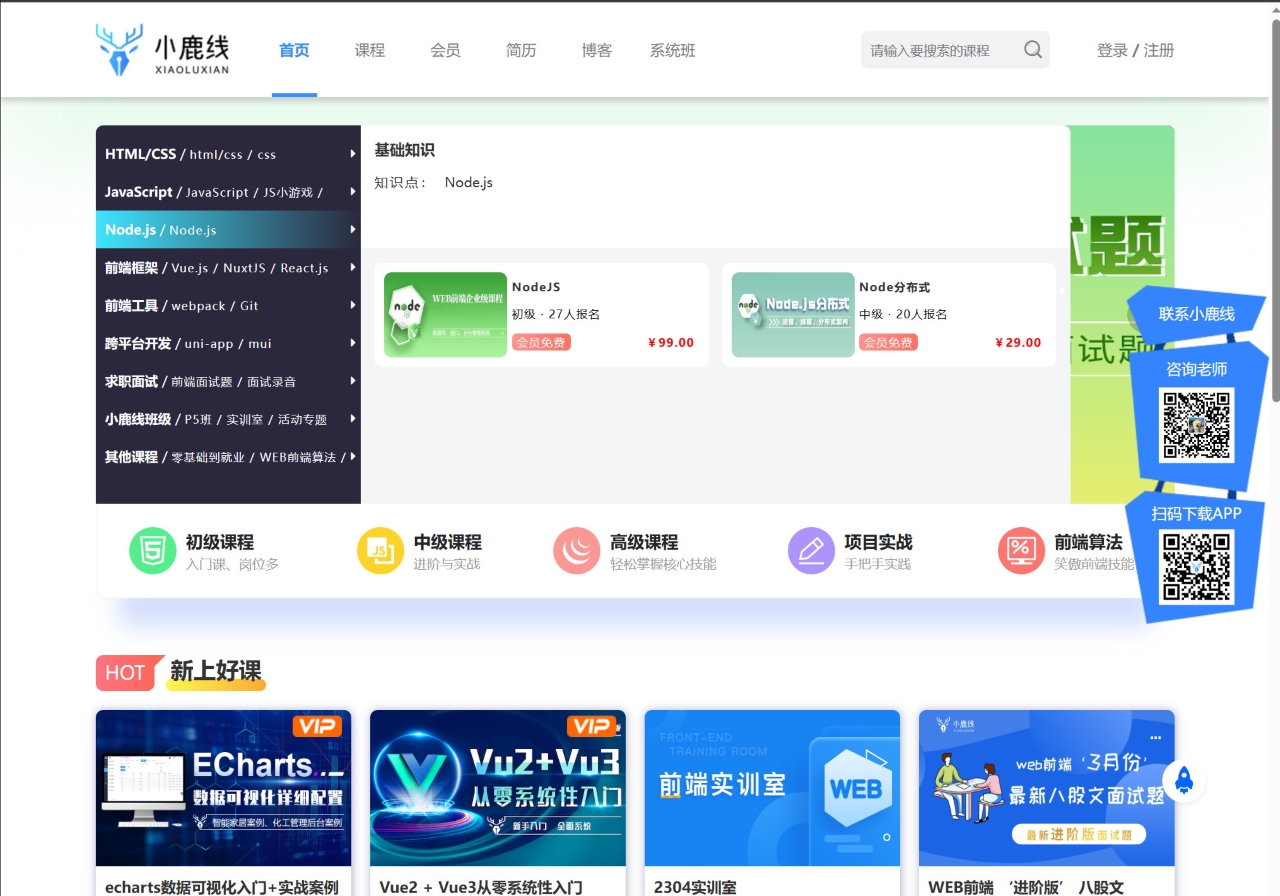 小鹿线
XIAOLUXIAN
首页
课程
会员
简历
博客
系统班
请输入要搜索的课程
登录 / 注册
HTML/CSS / html/css / css
JavaScript / JavaScript / JS小游戏 /
Node.js / Node.js
前端框架 / Vue.js / NuxtJS / React.js
前端工具 / webpack / Git
跨平台开发 / uni-app / mui
求职面试 / 前端面试题 / 面试录音
小鹿线班级 / P5班 / 实训室 / 活动专题
其他课程 / 零基础到就业 / WEB前端算法 /
基础知识
知识点： Node.js
node
WEB前端企业级课程
NodeJS
初级 · 27人报名
会员免费
￥99.00
node
Node.js分布式
>>> 进程，线程，分布式架构
Node分布式
中级 · 20人报名
会员免费
￥29.00
试题
面试题
联系小鹿线
咨询老师
扫码下载APP
初级课程
入门课、岗位多
JS
中级课程
进阶与实战
高级课程
轻松掌握核心技能
项目实战
手把手实践
前端算法
笑傲前端技能
HOT
新上好课
VIP
ECharts
数据可视化详细配置
智能家居案例、化工管理后台案例
echarts数据可视化入门+实战案例
VIP
Vu2+Vu3
从零系统性入门
新手入门 全面系统
Vue2 + Vue3从零系统性入门
FRONT-END
TRAINING ROOM
前端实训室
WEB
2304实训室
小鹿线
web前端‘3月份’
最新八股文面试题
最新进阶版面试题
WEB前端 ‘进阶版’ 八股文